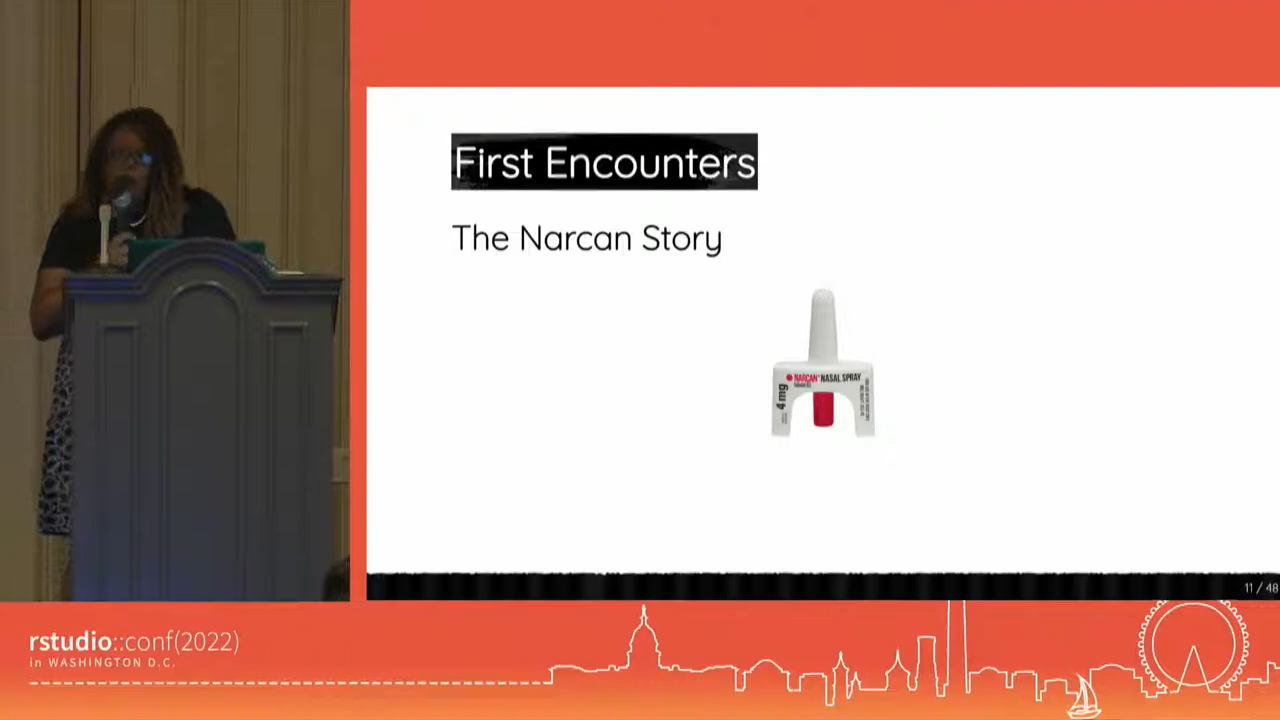 First Encounters
The Narcan Story
NARCAN® NASAL SPRAY
4 mg
11 / 48
rstudio::conf(2022)
in WASHINGTON D.C.